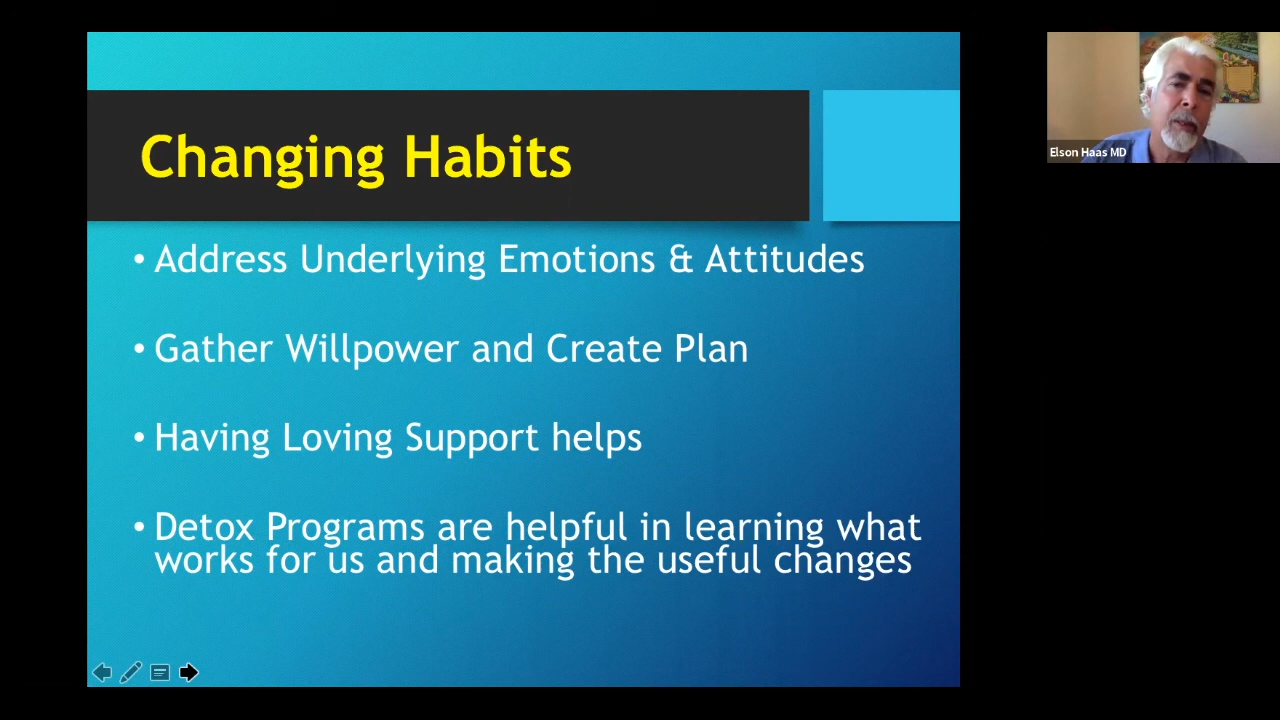 Changing Habits
• Address Underlying Emotions & Attitudes
• Gather Willpower and Create Plan
• Having Loving Support helps
• Detox Programs are helpful in learning what
works for us and making the useful changes
Elson Haas MD